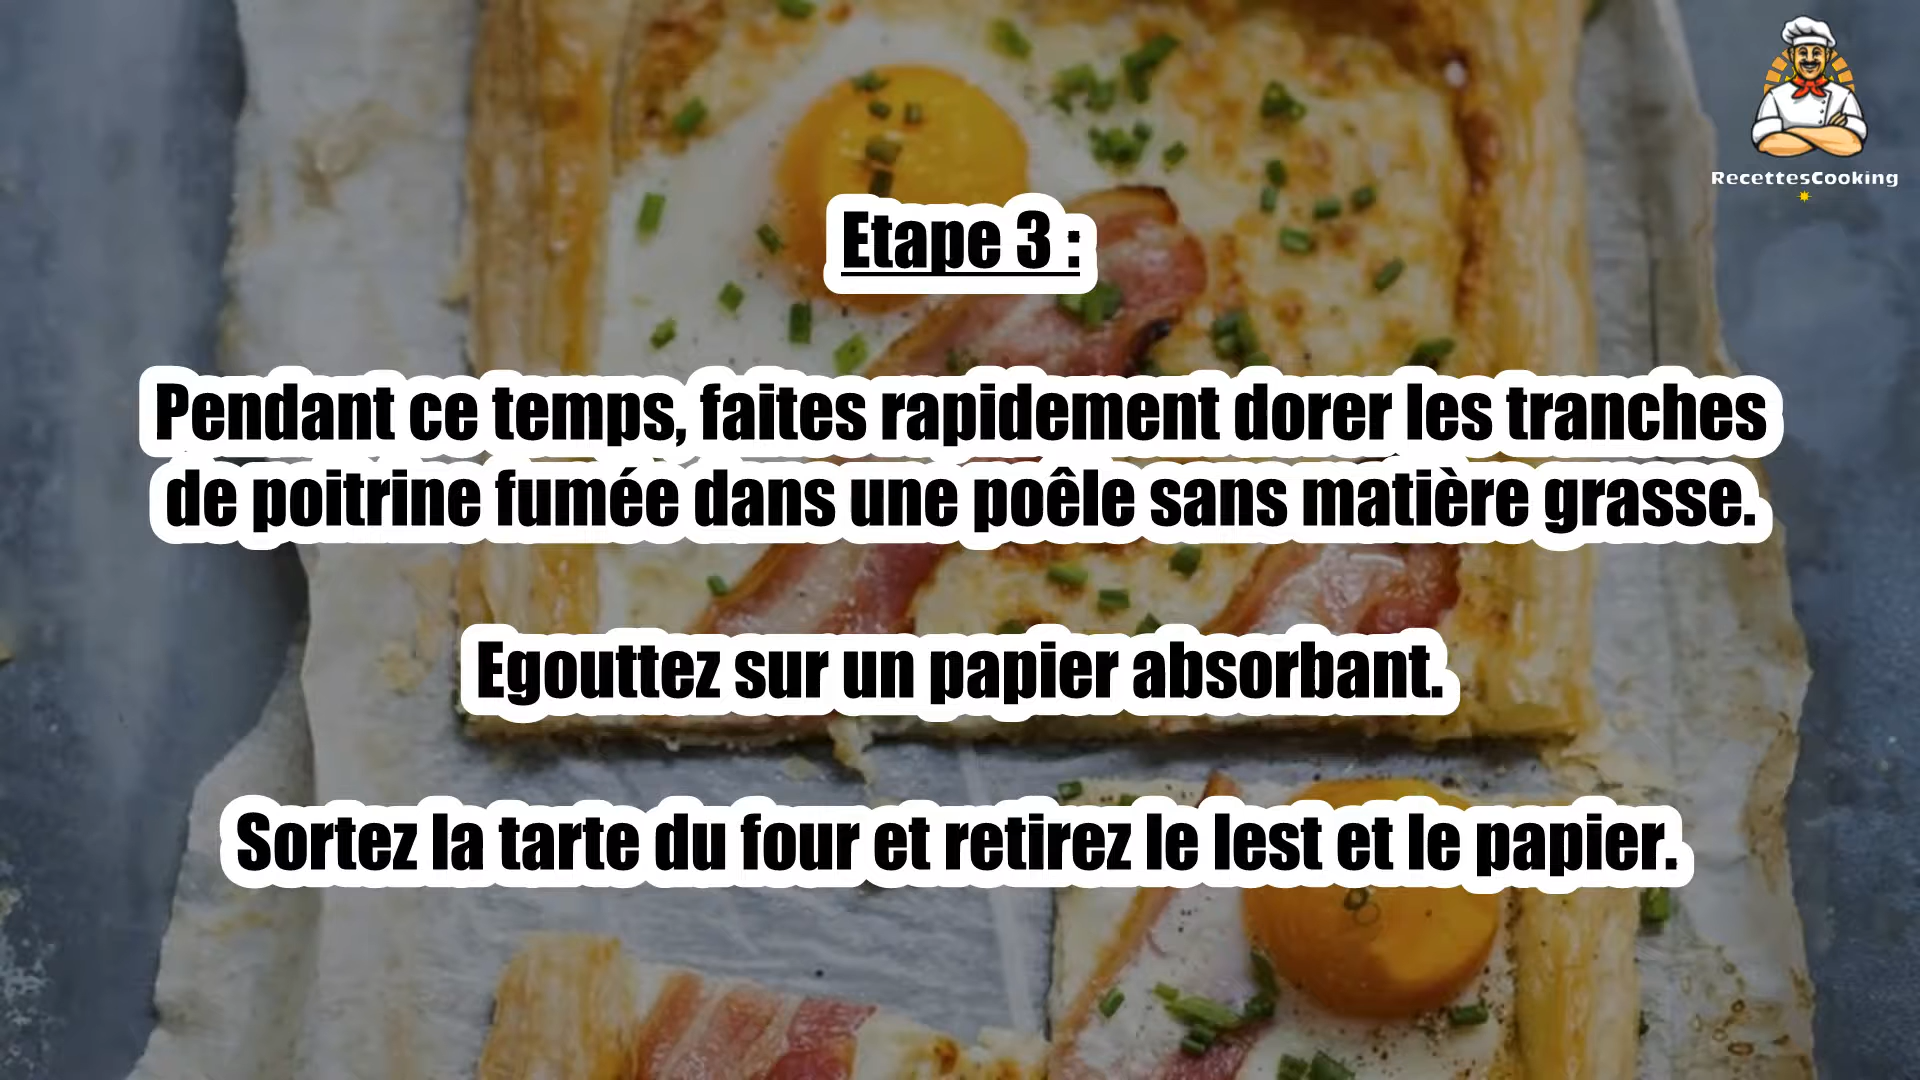 RecettesCooking
Etape 3 :
Pendant ce temps, faites rapidement dorer les tranches
de poitrine fumée dans une poêle sans matière grasse.
Egouttez sur un papier absorbant.
Sortez la tarte du four et retirez le lest et le papier.